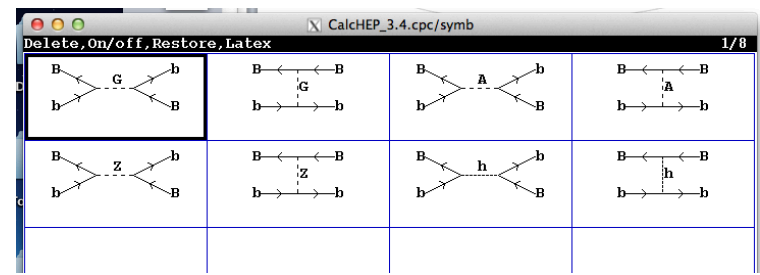 CalcHEP_3.4.cpc/symb
Delete,On/off,Restore,Latex 1/8
B G b B B B A b B B
G A
b B b b b B b b
B Z b B B B h b B B
Z h
b B b b b B b b